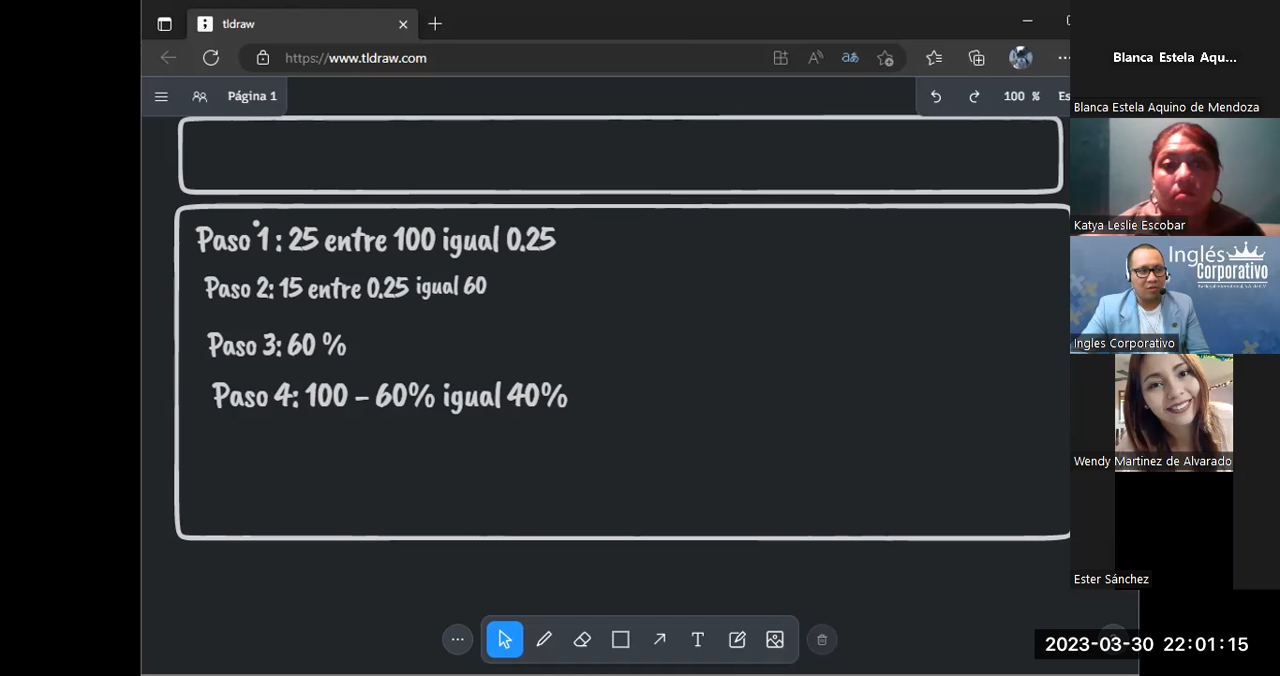 tldraw
https://www.tldraw.com
Página 1
100 %
Es
Paso 1 : 25 entre 100 igual 0.25
Paso 2: 15 entre 0.25 igual 60
Paso 3: 60 %
Paso 4: 100 - 60% igual 40%
Blanca Estela Aqu...
Blanca Estela Aquino de Mendoza
Katya Leslie Escobar
Inglés
Corporativo
Ingles Corporativo
Wendy Martinez de Alvarado
Ester Sánchez
2023-03-30 22:01:15